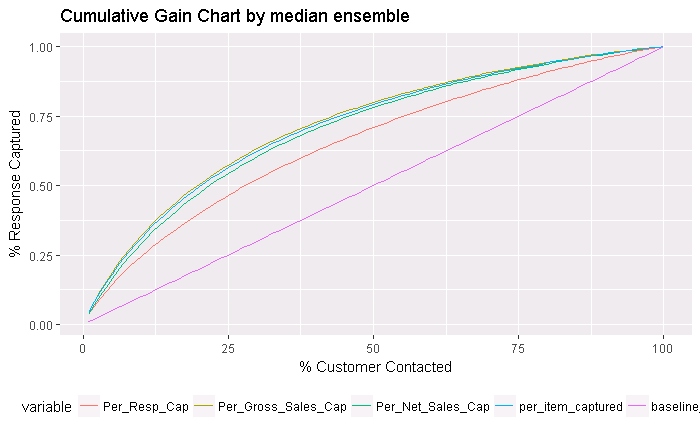 Cumulative Gain Chart by median ensemble
1.00
0.75
0.50
0.25
0.00
% Response Captured
0 25 50 75 100
% Customer Contacted
variable Per_Resp_Cap Per_Gross_Sales_Cap Per_Net_Sales_Cap per_item_captured baseline_